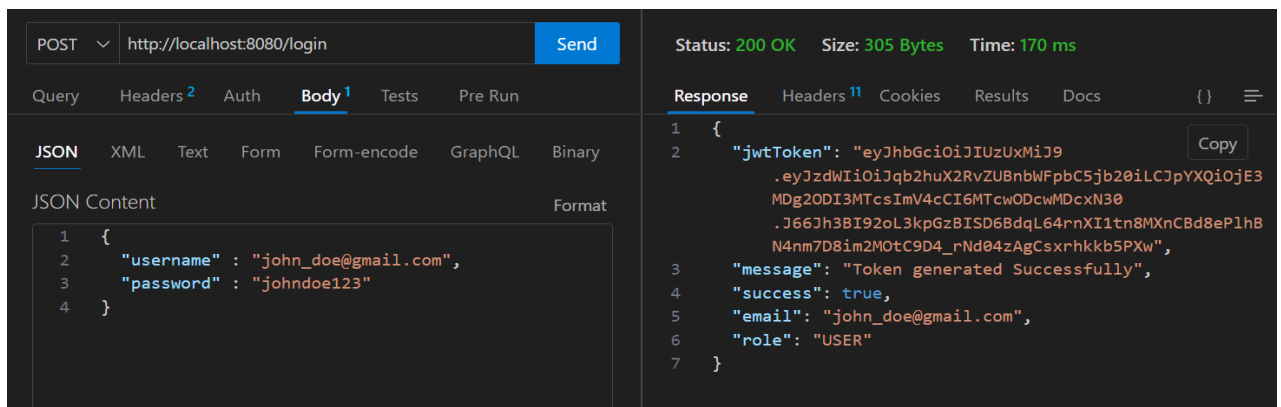 POST http://localhost:8080/login Send
Query Headers 2 Auth Body 1 Tests Pre Run
JSON XML Text Form Form-encode GraphQL Binary
JSON Content Format
1 {
2 "username" : "john_doe@gmail.com",
3 "password" : "johndoe123"
4 }
Status: 200 OK Size: 305 Bytes Time: 170 ms
Response Headers 11 Cookies Results Docs { }
Copy
1 {
2 "jwtToken": "eyJhbGciOiJIUzUxMiJ9
.eyJzdWIiOiJqb2huX2RvZUBnbWFpbC5jb20iLCJpYXQiOjE3
MDg2ODI3MTcsImV4cCI6MTcwODcwMDcxN30
.J66Jh3BI92oL3kpGzBISD6BdqL64rnXI1tn8MXnCBd8ePlhB
N4nm7D8im2MOtC9D4_rNd04zAgCsxrhkkb5PXw",
3 "message": "Token generated Successfully",
4 "success": true,
5 "email": "john_doe@gmail.com",
6 "role": "USER"
7 }